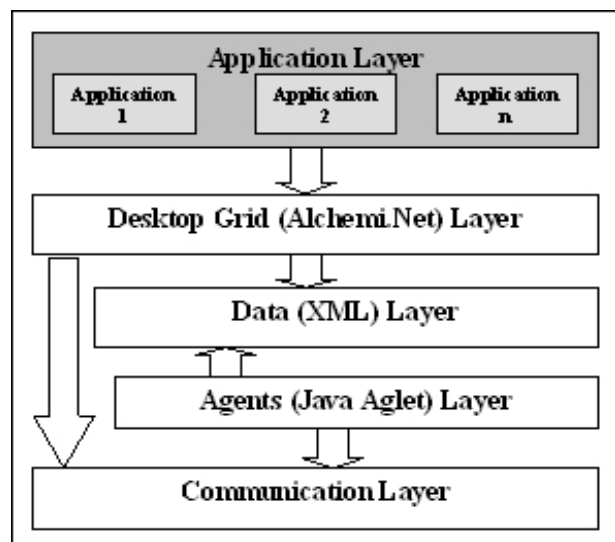 Application Layer
Application
1
Application
2
Application
n
Desktop Grid (Alchemi.Net) Layer
Data (XML) Layer
Agents (Java Aglet) Layer
Communication Layer